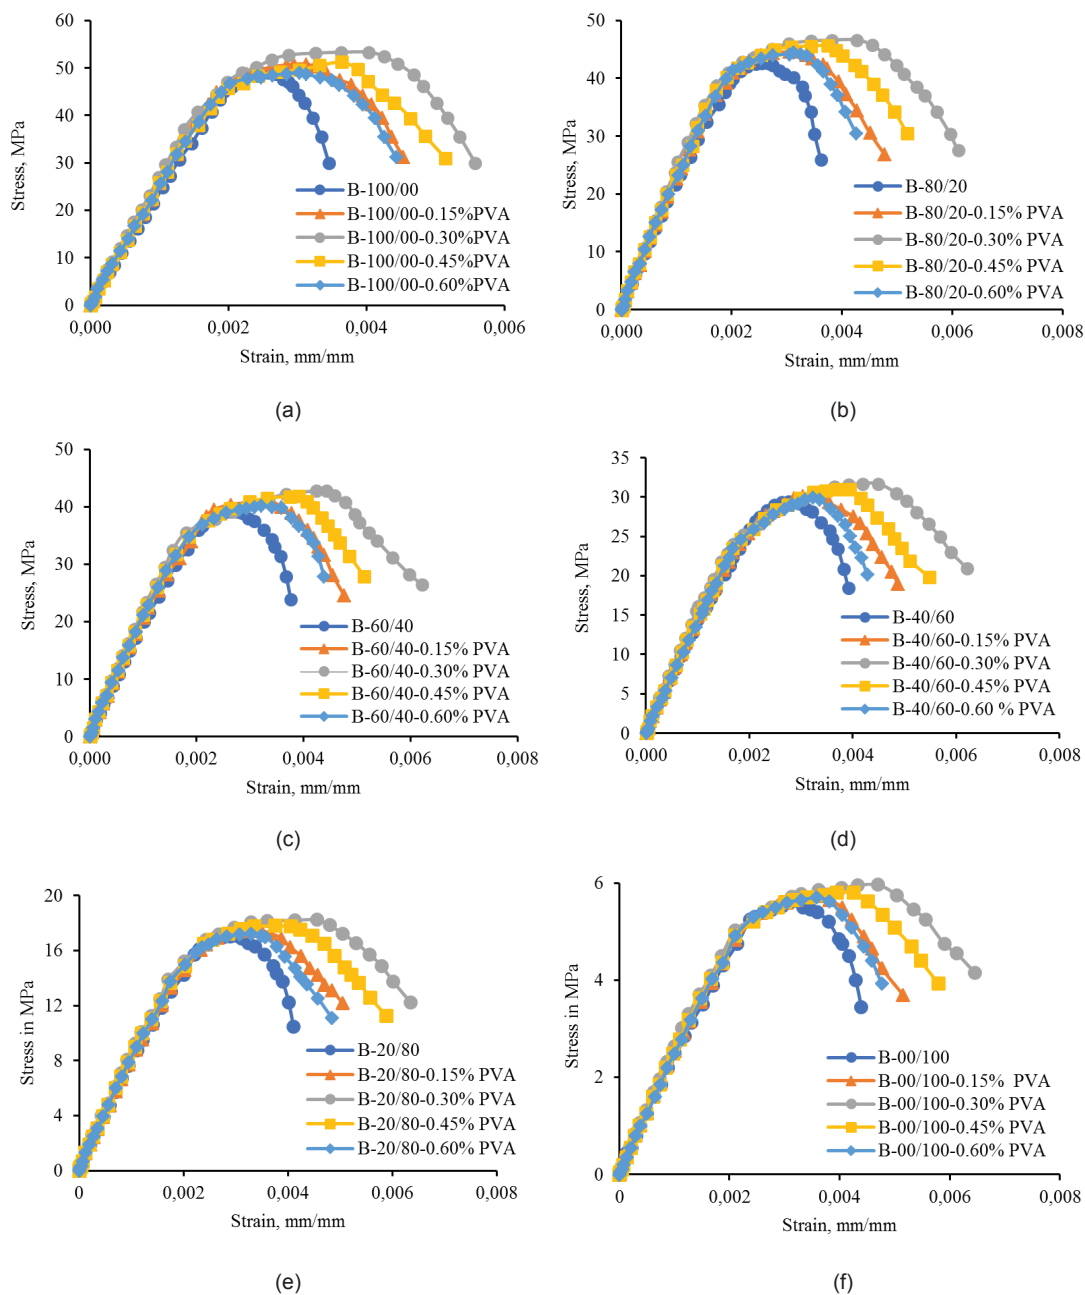 60
50
40
30
20
10
0
0,000 0,002 0,004 0,006
Stress, MPa
Strain, mm/mm
B-100/00
B-100/00-0.15%PVA
B-100/00-0.30%PVA
B-100/00-0.45%PVA
B-100/00-0.60%PVA
(a)
50
40
30
20
10
0
0,000 0,002 0,004 0,006 0,008
Stress, MPa
Strain, mm/mm
B-80/20
B-80/20-0.15% PVA
B-80/20-0.30% PVA
B-80/20-0.45% PVA
B-80/20-0.60% PVA
(b)
50
40
30
20
10
0
0,000 0,002 0,004 0,006 0,008
Stress, MPa
Strain, mm/mm
B-60/40
B-60/40-0.15% PVA
B-60/40-0.30% PVA
B-60/40-0.45% PVA
B-60/40-0.60% PVA
(c)
35
30
25
20
15
10
5
0
0,000 0,002 0,004 0,006 0,008
Stress, MPa
Strain, mm/mm
B-40/60
B-40/60-0.15% PVA
B-40/60-0.30% PVA
B-40/60-0.45% PVA
B-40/60-0.60 % PVA
(d)
20
16
12
8
4
0
0 0,002 0,004 0,006 0,008
Stress in MPa
Strain, mm/mm
B-20/80
B-20/80-0.15% PVA
B-20/80-0.30% PVA
B-20/80-0.45% PVA
B-20/80-0.60% PVA
(e)
6
4
2
0
0,000 0,002 0,004 0,006 0,008
Stress in MPa
Strain, mm/mm
B-00/100
B-00/100-0.15% PVA
B-00/100-0.30% PVA
B-00/100-0.45% PVA
B-00/100-0.60% PVA
(f)